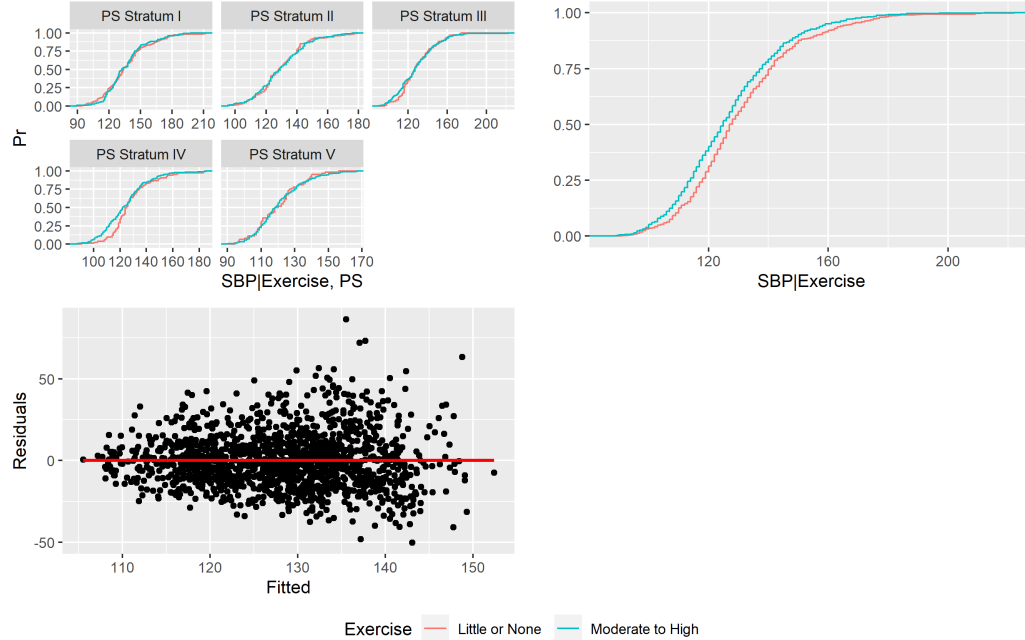 PS Stratum I PS Stratum II PS Stratum III
1.00
0.75
0.50
0.25
0.00
90 120 150 180 210 100 120 140 160 180 120 160 200
Pr
PS Stratum IV PS Stratum V
1.00
0.75
0.50
0.25
0.00
100 120 140 160 180 90 110 130 150 170
SBP|Exercise, PS
1.00
0.75
0.50
0.25
0.00
120 160 200
SBP|Exercise
Residuals
50
0
-50
110 120 130 140 150
Fitted
Exercise Little or None Moderate to High